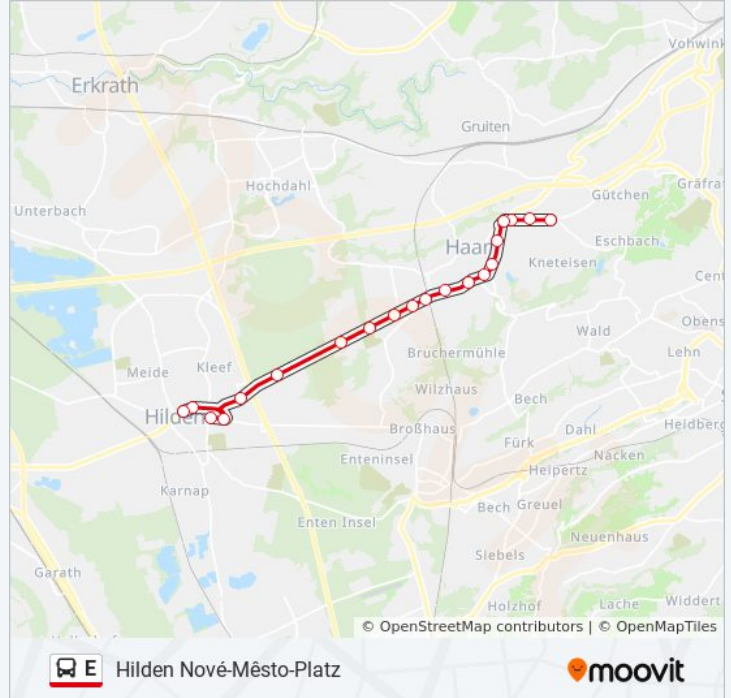 Vohwink
Erkrath
Gruiten
Hochdahl
Gütchen
Gräfra
Unterbach
Haan
Eschbach
Kneteisen
Cent
Obens
Wald
Lehn
Bruchermühle
Meide
Kleef
Wilzhaus
Bech
Hilden
Heidberg
Broßhaus
Dahl
Fürk
Nacken
Enteninsel
Heipertz
Karnap
Bech Greuel
Enten Insel
Neuenhaus
Siebels
Garath
Holzhof
Lache
Widdert
© OpenStreetMap contributors | © OpenMapTiles
E Hilden Nové-Mêsto-Platz
moovit